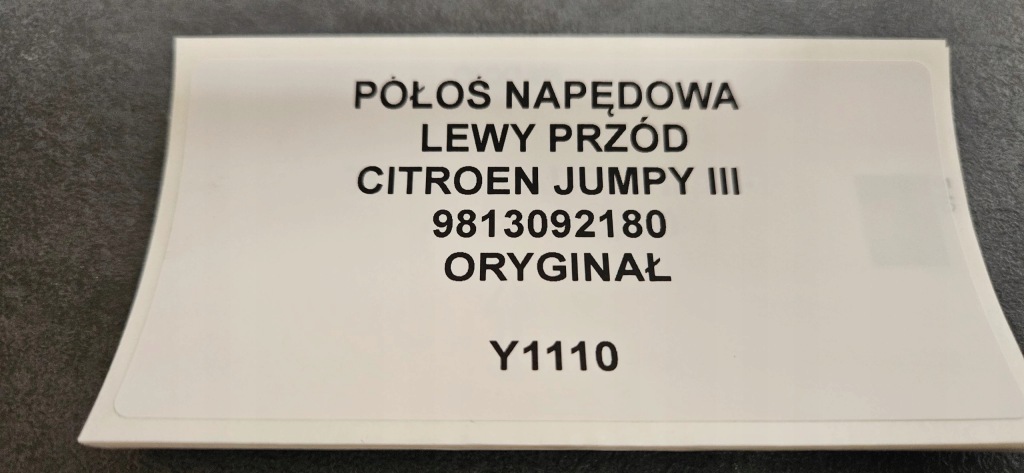 PÓŁOŚ NAPĘDOWA
LEWY PRZÓD
CITROEN JUMPY III
9813092180
ORYGINAŁ
Y1110